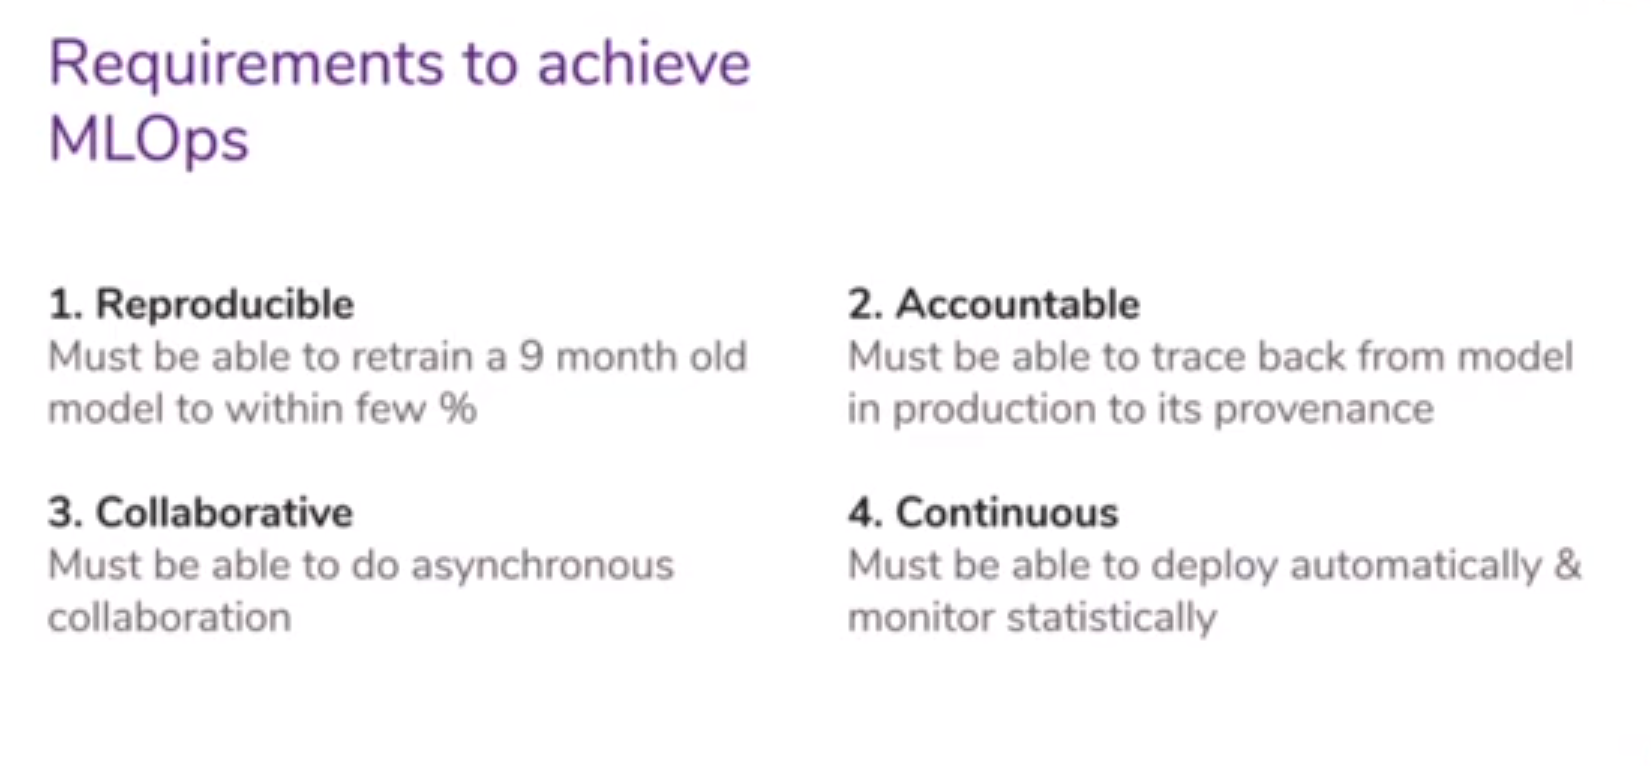 Requirements to achieve
MLOps
1. Reproducible
Must be able to retrain a 9 month old
model to within few %
2. Accountable
Must be able to trace back from model
in production to its provenance
3. Collaborative
Must be able to do asynchronous
collaboration
4. Continuous
Must be able to deploy automatically &
monitor statistically